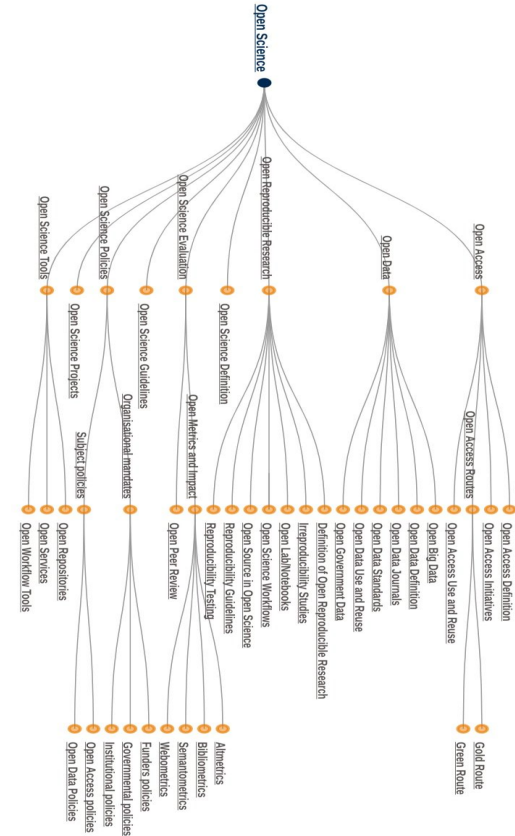 Open Science
Open Access
Open Data
Open Reproducible Research
Open Science Definition
Open Science Evaluation
Open Science Guidelines
Open Science Policies
Open Science Projects
Open Science Tools
Open Access Definition
Open Access Initiatives
Open Access Routes
Open Access Use and Reuse
Open Big Data
Open Data Definition
Open Data Journals
Open Data Standards
Open Data Use and Reuse
Open Government Data
Definition of Open Reproducible Research
Irreproducibility Studies
Open Lab/Notebooks
Open Science Workflows
Open Source in Open Science
Reproducibility Guidelines
Reproducibility Testing
Open Metrics and Impact
Open Peer Review
Organisational mandates
Subject policies
Open Repositories
Open Services
Open Workflow Tools
Gold Route
Green Route
Altmetrics
Bibliometrics
Semantometrics
Webometrics
Funders policies
Governmental policies
Institutional policies
Open Access policies
Open Data Policies